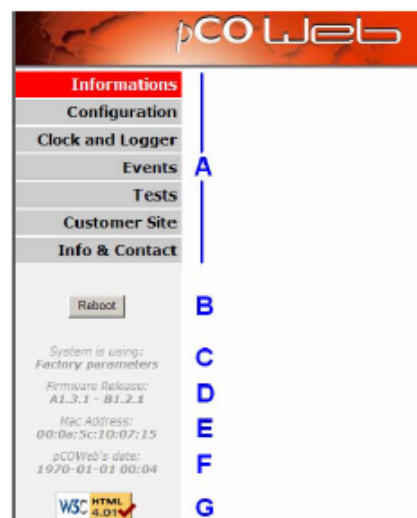 pCO Web
Informations
Configuration
Clock and Logger
Events
A
Tests
Customer Site
Info & Contact
Reboot
B
System is using:
Factory parameters
C
Firmware Release:
A1.3.1 - B1.2.1
D
Mac Address:
00:0a:5c:10:07:15
E
pCOWeb's date:
1970-01-01 00:04
F
W3C HTML 4.01
G